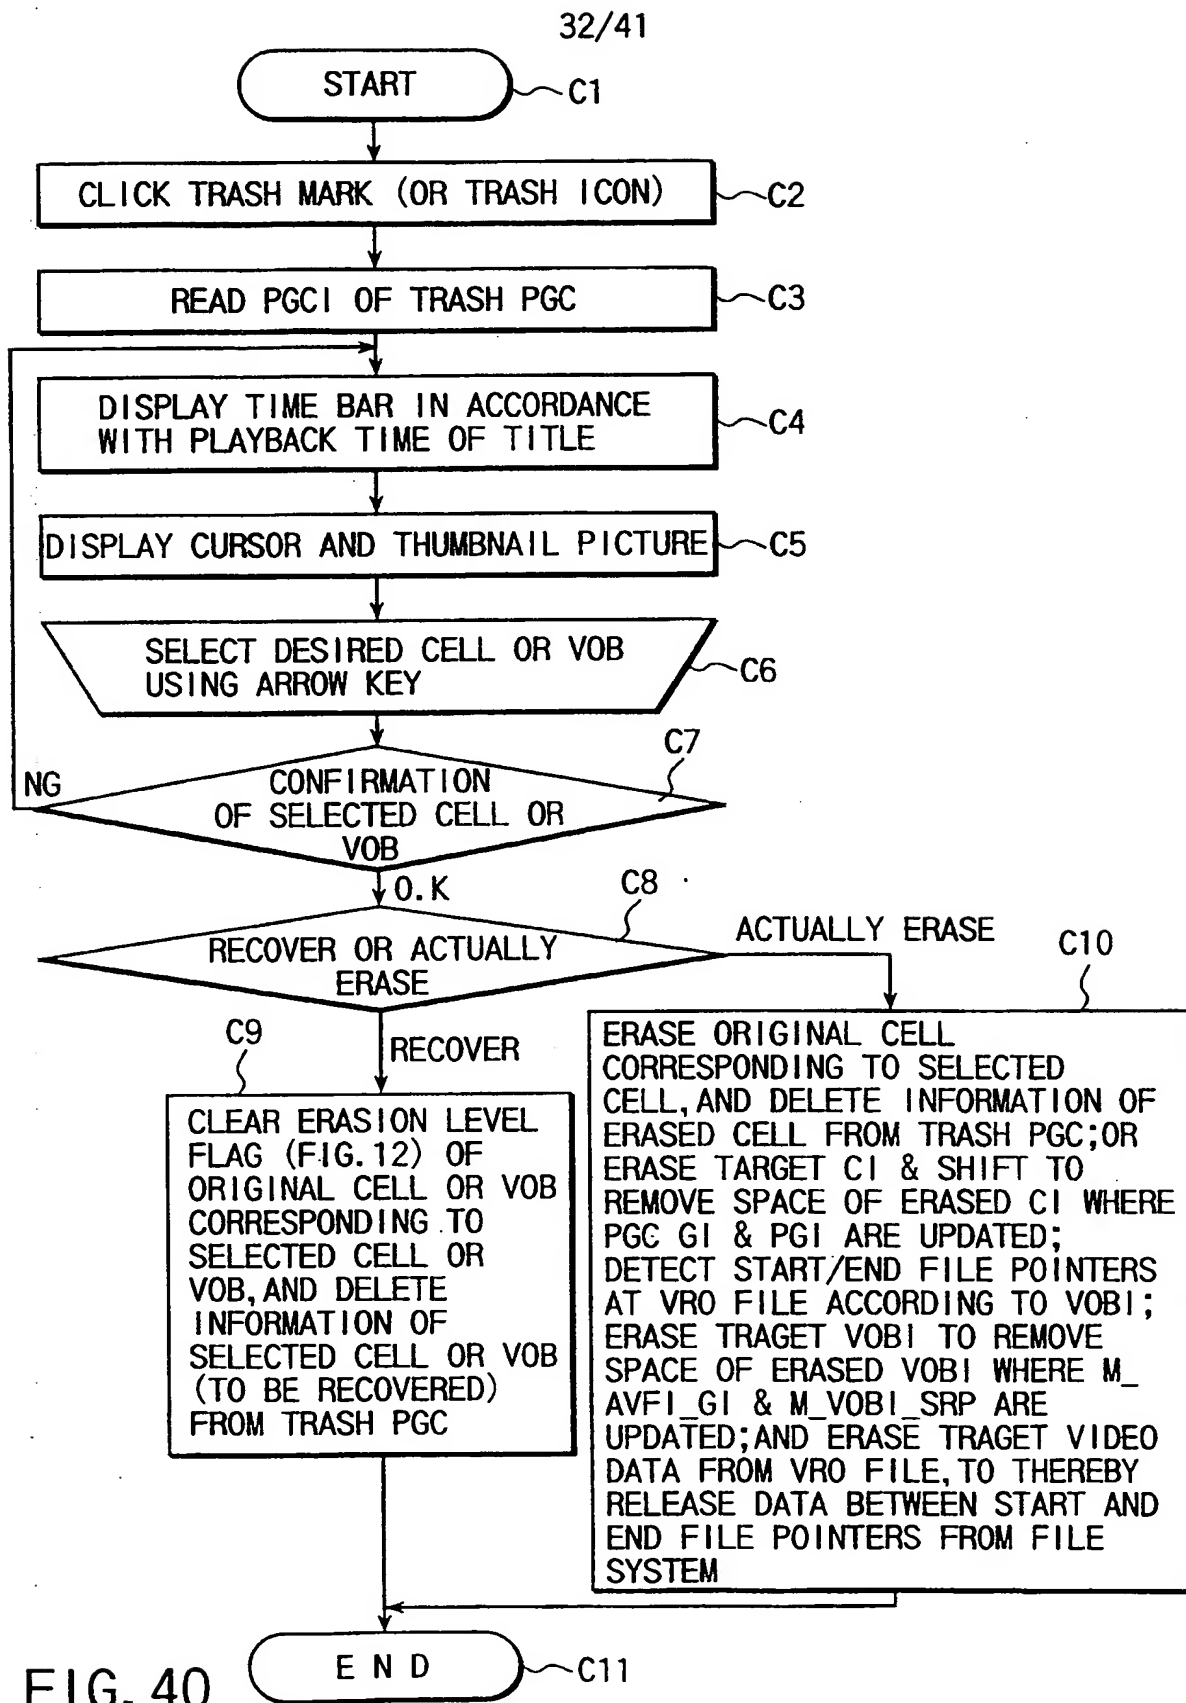 32/41
START
C1
CLICK TRASH MARK (OR TRASH ICON)
C2
READ PGCI OF TRASH PGC
C3
DISPLAY TIME BAR IN ACCORDANCE
WITH PLAYBACK TIME OF TITLE
C4
DISPLAY CURSOR AND THUMBNAIL PICTURE
C5
SELECT DESIRED CELL OR VOB
USING ARROW KEY
C6
C7
NG
CONFIRMATION
OF SELECTED CELL OR
VOB
O.K
C8
RECOVER OR ACTUALLY
ERASE
ACTUALLY ERASE
C10
C9
RECOVER
CLEAR ERASION LEVEL
FLAG (FIG.12) OF
ORIGINAL CELL OR VOB
CORRESPONDING TO
SELECTED CELL OR
VOB, AND DELETE
INFORMATION OF
SELECTED CELL OR VOB
(TO BE RECOVERED)
FROM TRASH PGC
ERASE ORIGINAL CELL
CORRESPONDING TO SELECTED
CELL, AND DELETE INFORMATION OF
ERASED CELL FROM TRASH PGC;OR
ERASE TARGET CI & SHIFT TO
REMOVE SPACE OF ERASED CI WHERE
PGC GI & PGI ARE UPDATED;
DETECT START/END FILE POINTERS
AT VRO FILE ACCORDING TO VOBI;
ERASE TRAGET VOBI TO REMOVE
SPACE OF ERASED VOBI WHERE M_
AVFI_GI & M_VOBI_SRP ARE
UPDATED;AND ERASE TRAGET VIDEO
DATA FROM VRO FILE, TO THEREBY
RELEASE DATA BETWEEN START AND
END FILE POINTERS FROM FILE
SYSTEM
END
C11
FIG. 40